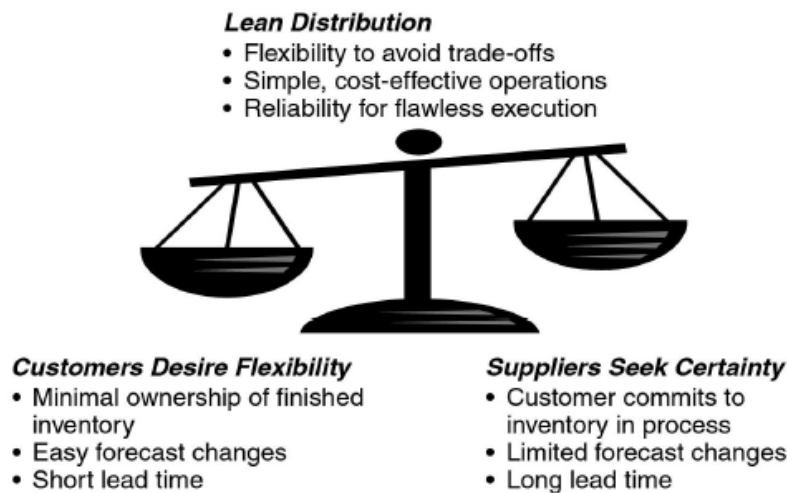 Lean Distribution
• Flexibility to avoid trade-offs
• Simple, cost-effective operations
• Reliability for flawless execution
Customers Desire Flexibility
• Minimal ownership of finished
inventory
• Easy forecast changes
• Short lead time
Suppliers Seek Certainty
• Customer commits to
inventory in process
• Limited forecast changes
• Long lead time